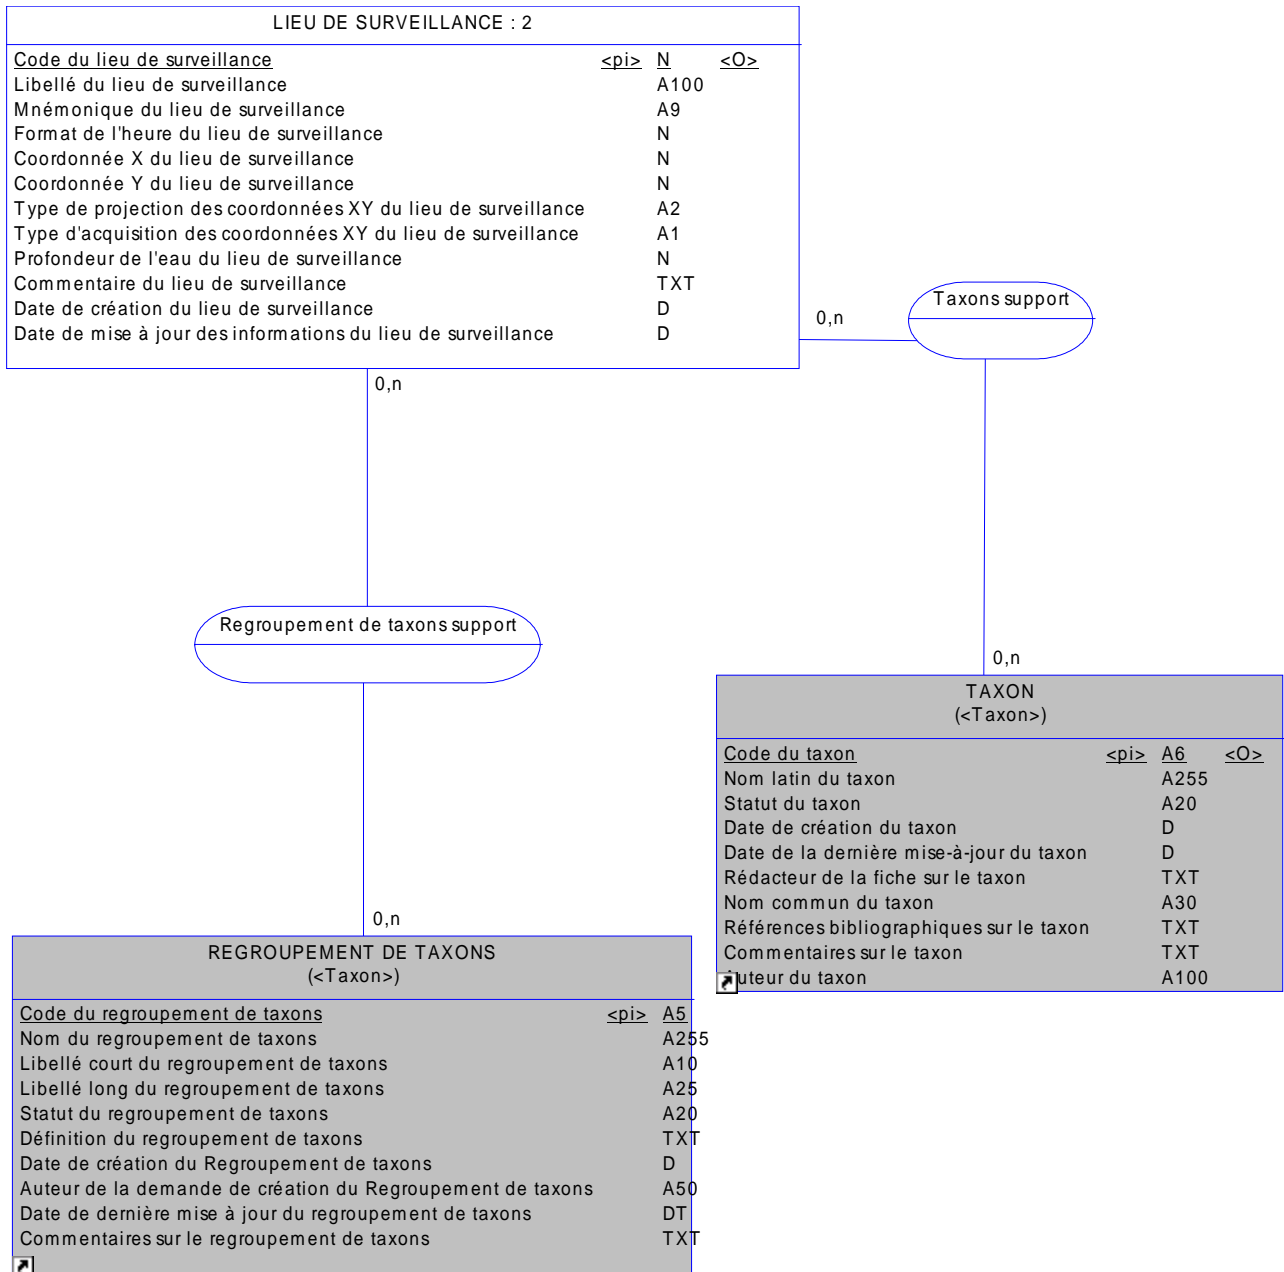 LIEU DE SURVEILLANCE : 2
Code du lieu de surveillance <pi> N <O>
Libellé du lieu de surveillance A100
Mnémonique du lieu de surveillance A9
Format de l'heure du lieu de surveillance N
Coordonnée X du lieu de surveillance N
Coordonnée Y du lieu de surveillance N
Type de projection des coordonnées XY du lieu de surveillance A2
Type d'acquisition des coordonnées XY du lieu de surveillance A1
Profondeur de l'eau du lieu de surveillance N
Commentaire du lieu de surveillance TXT
Date de création du lieu de surveillance D
Date de mise à jour des informations du lieu de surveillance D
0,n
Taxons support
0,n
Regroupement de taxons support
0,n
TAXON
(<Taxon>)
Code du taxon <pi> A6 <O>
Nom latin du taxon A255
Statut du taxon A20
Date de création du taxon D
Date de la dernière mise-à-jour du taxon D
Rédacteur de la fiche sur le taxon TXT
Nom commun du taxon A30
Références bibliographiques sur le taxon TXT
Commentaires sur le taxon TXT
Auteur du taxon A100
0,n
REGROUPEMENT DE TAXONS
(<Taxon>)
Code du regroupement de taxons <pi> A5
Nom du regroupement de taxons A255
Libellé court du regroupement de taxons A10
Libellé long du regroupement de taxons A25
Statut du regroupement de taxons A20
Définition du regroupement de taxons TXT
Date de création du Regroupement de taxons D
Auteur de la demande de création du Regroupement de taxons A50
Date de dernière mise à jour du regroupement de taxons DT
Commentaires sur le regroupement de taxons TXT